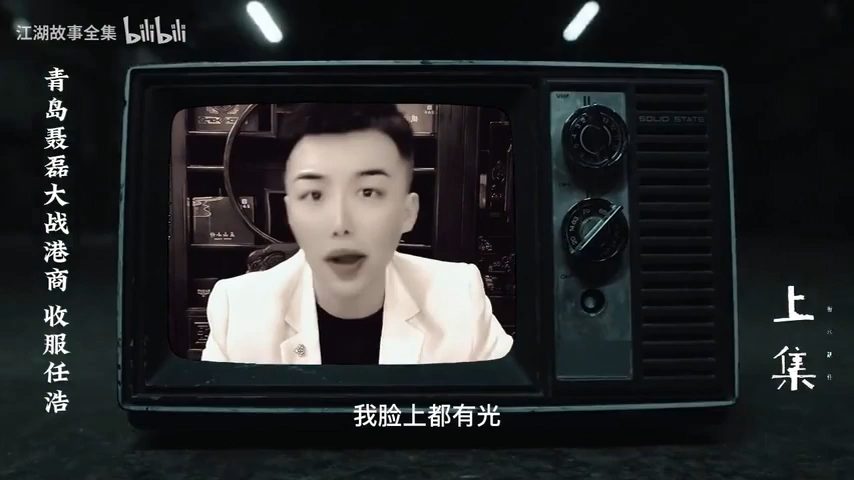 江湖故事全集 bilibili
青岛聂磊大战港商 收服任浩
SOLID STATE
UHF
上集
我脸上都有光